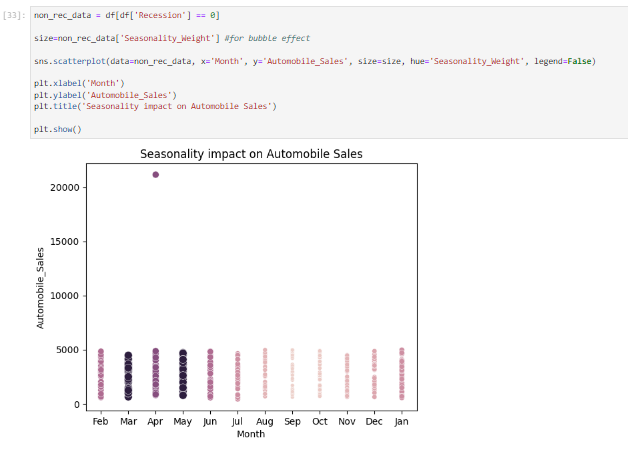 [33]: non_rec_data = df[df['Recession'] == 0]
size=non_rec_data['Seasonality_Weight'] #for bubble effect
sns.scatterplot(data=non_rec_data, x='Month', y='Automobile_Sales', size=size, hue='Seasonality_Weight', legend=False)
plt.xlabel('Month')
plt.ylabel('Automobile_Sales')
plt.title('Seasonality impact on Automobile Sales')
plt.show()
Seasonality impact on Automobile Sales
20000
15000
10000
5000
0
Automobile_Sales
Feb Mar Apr May Jun Jul Aug Sep Oct Nov Dec Jan
Month